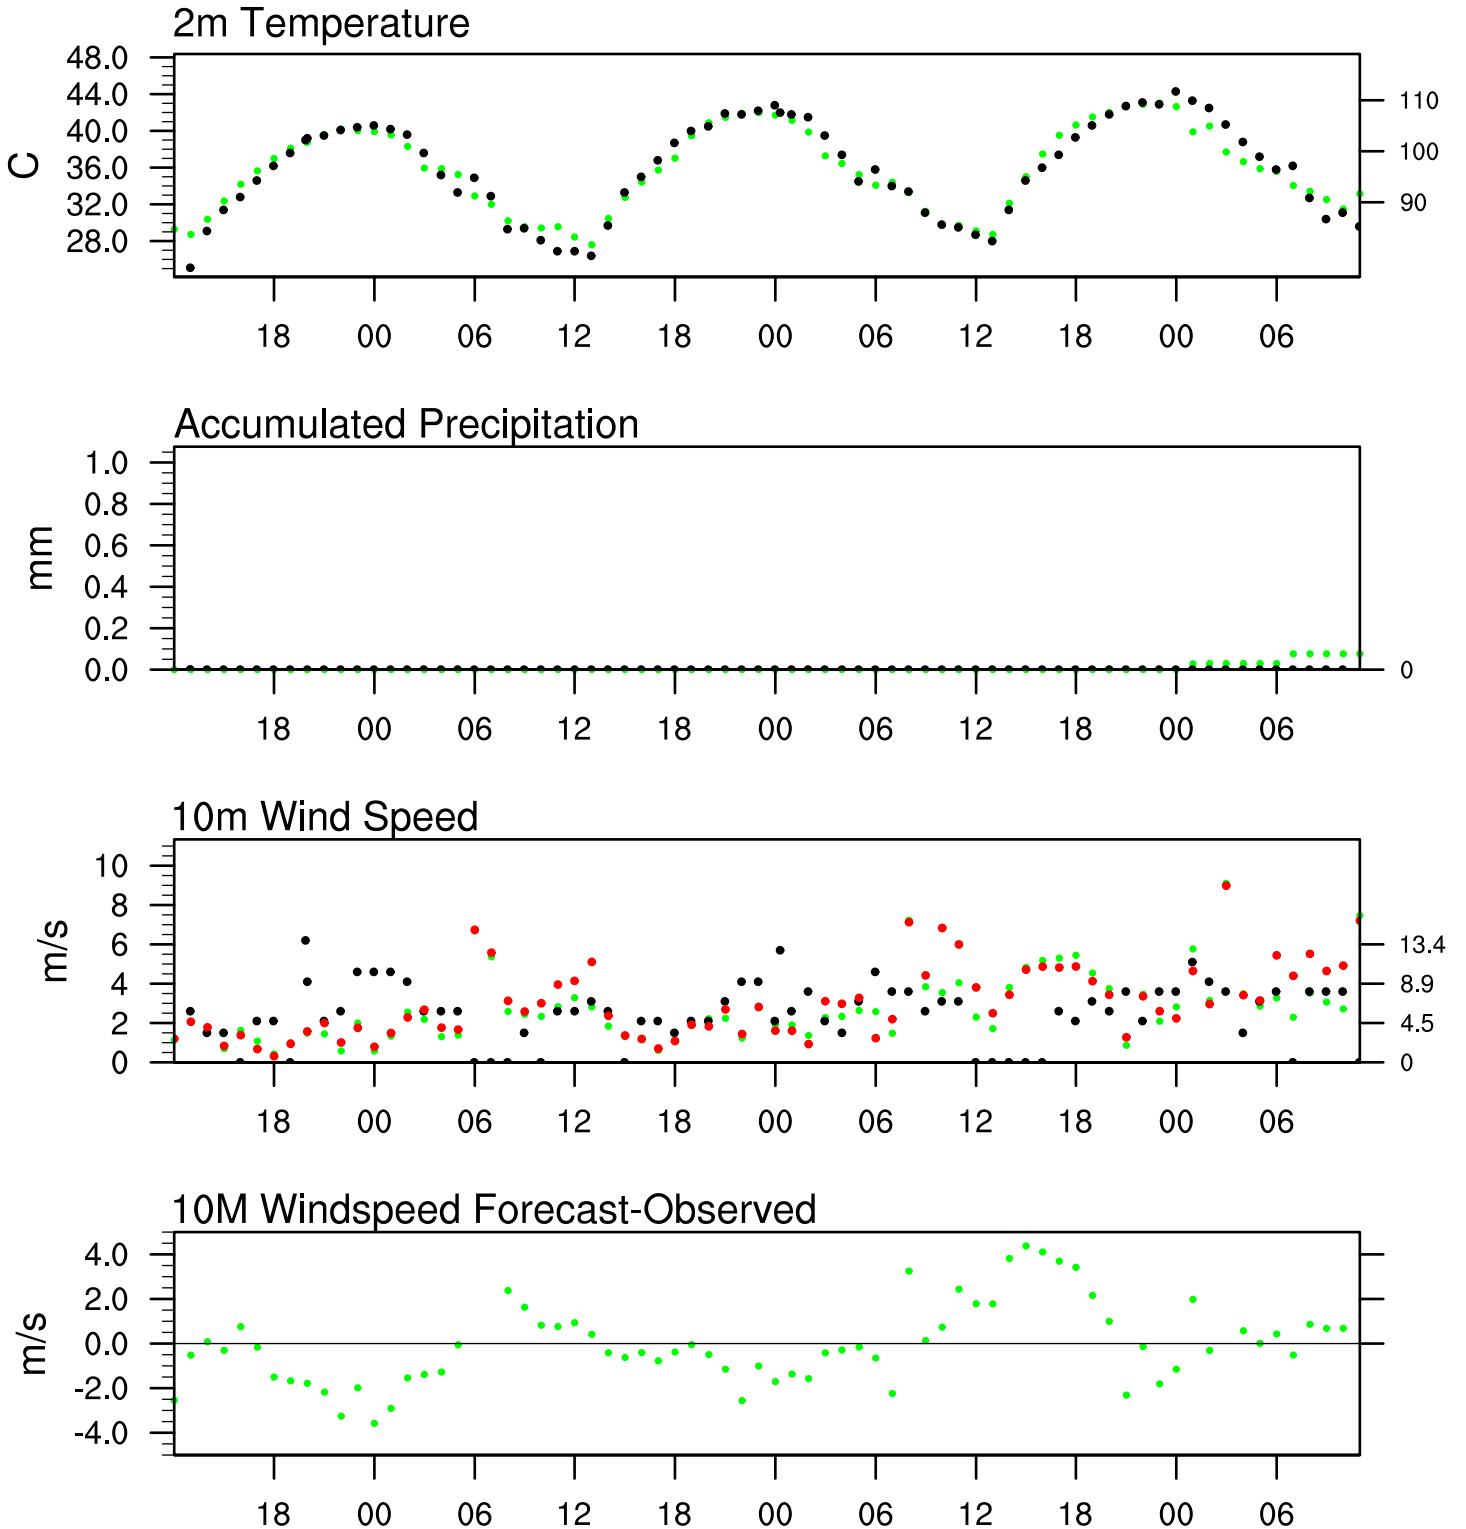 2m Temperature
48.0
44.0
40.0
36.0
32.0
28.0
C
110
100
90
18 00 06 12 18 00 06 12 18 00 06
Accumulated Precipitation
1.0
0.8
0.6
0.4
0.2
0.0
mm
0
18 00 06 12 18 00 06 12 18 00 06
10m Wind Speed
10
8
6
4
2
0
m/s
13.4
8.9
4.5
0
18 00 06 12 18 00 06 12 18 00 06
10M Windspeed Forecast-Observed
4.0
2.0
0.0
-2.0
-4.0
m/s
18 00 06 12 18 00 06 12 18 00 06